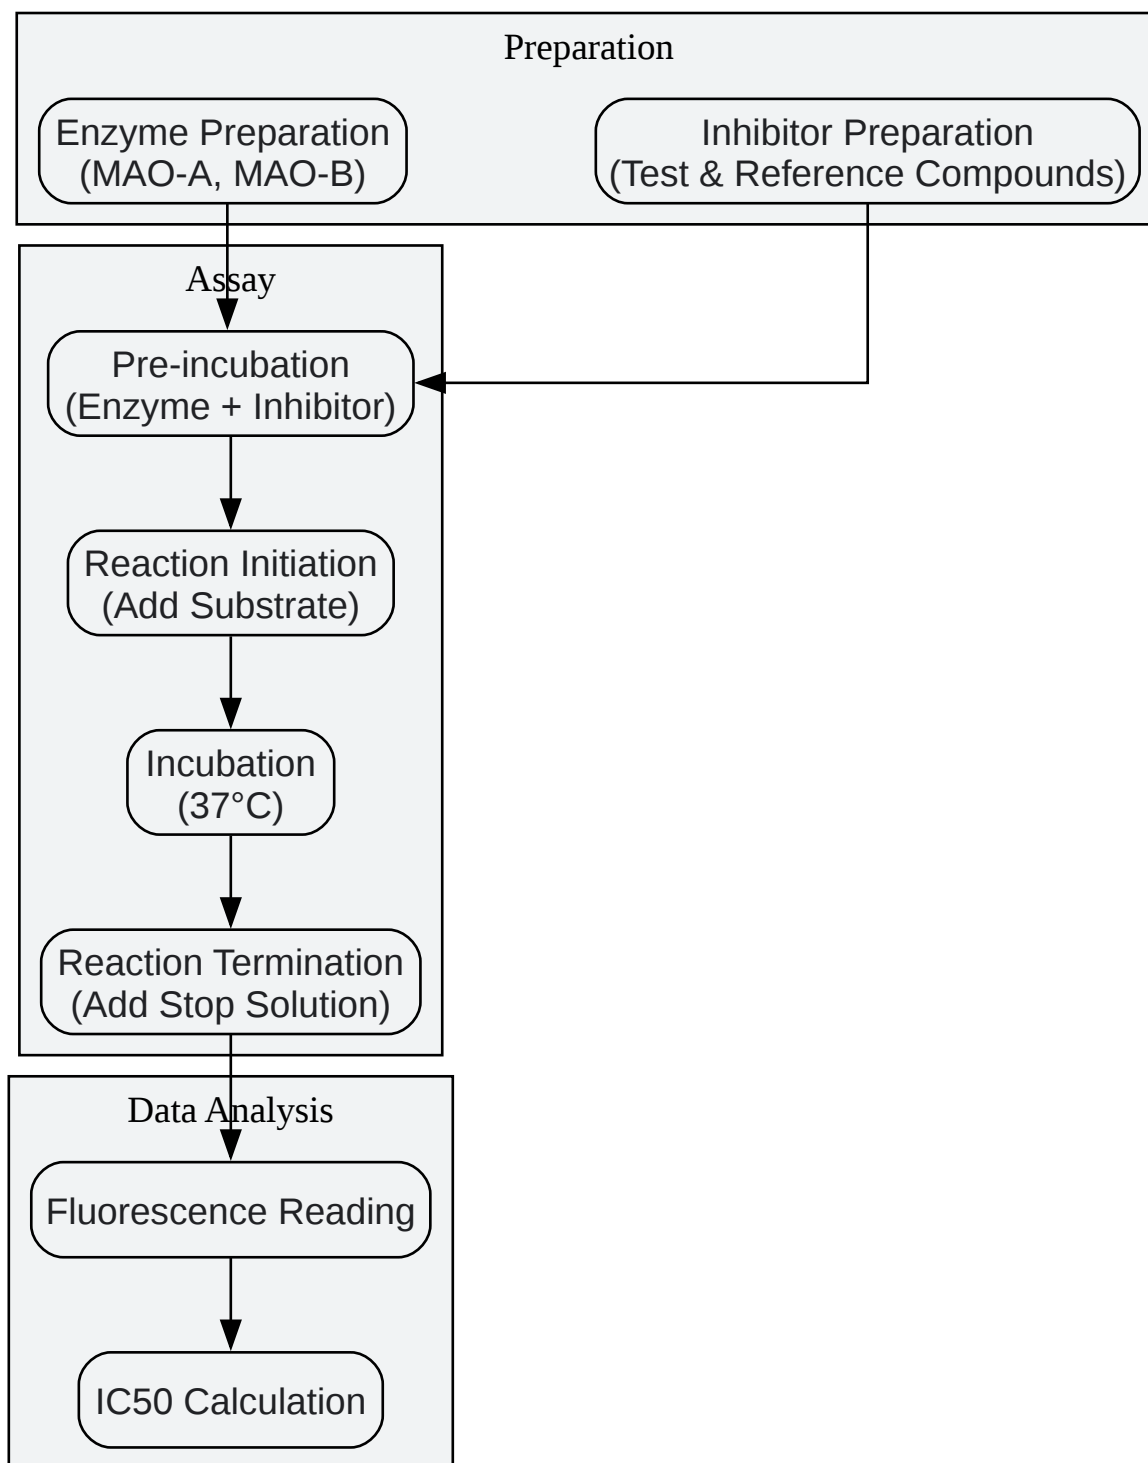 Preparation
Enzyme Preparation
(MAO-A, MAO-B)
Inhibitor Preparation
(Test & Reference Compounds)
Assay
Pre-incubation
(Enzyme + Inhibitor)
Reaction Initiation
(Add Substrate)
Incubation
(37°C)
Reaction Termination
(Add Stop Solution)
Data Analysis
Fluorescence Reading
IC50 Calculation